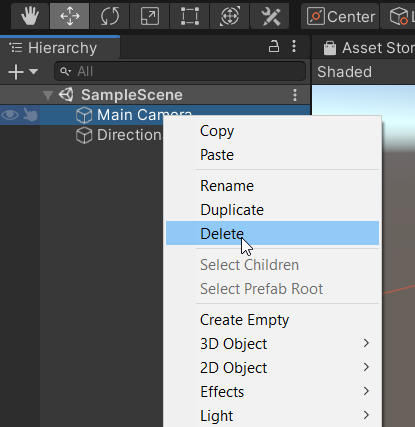 Center
L
Hierarchy
Asset Stor
All
Shaded
SampleScene
Main Camera
Direction
Copy
Paste
Rename
Duplicate
Delete
Select Children
Select Prefab Root
Create Empty
3D Object
2D Object
Effects
Light